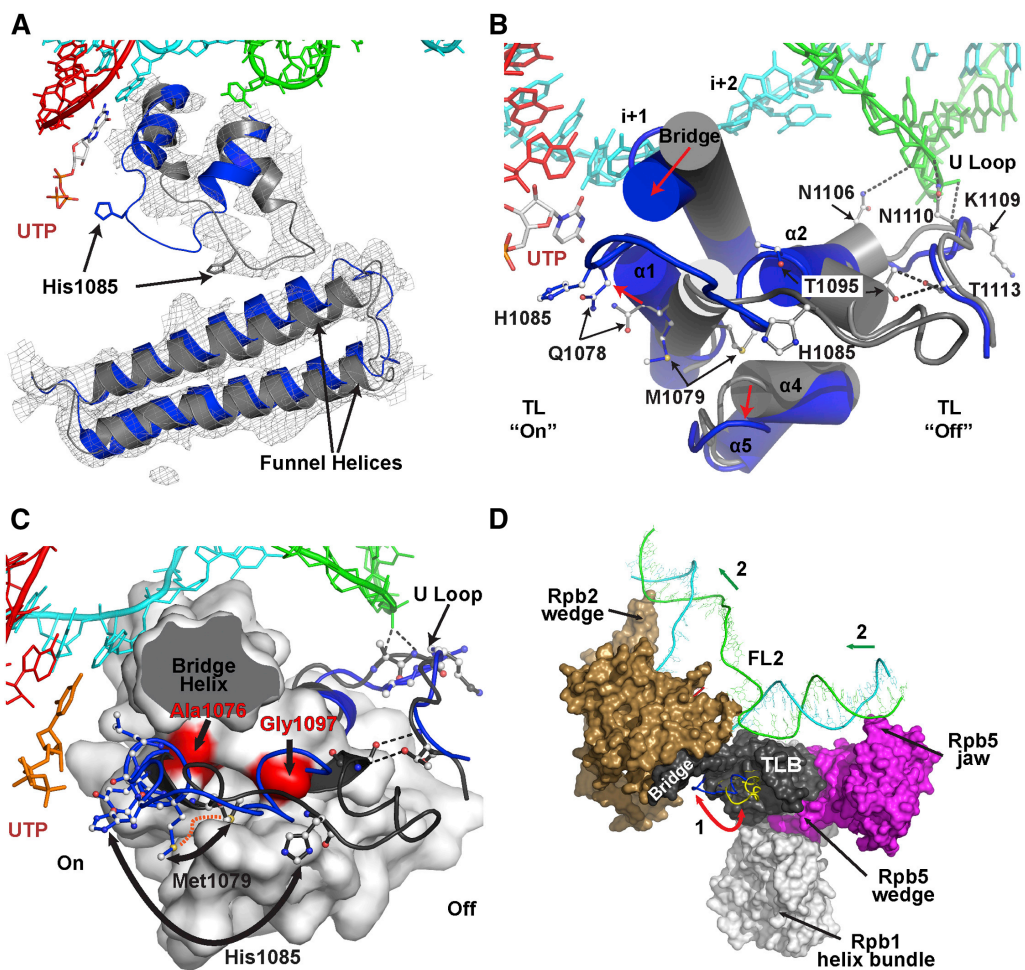 A
UTP
His1085
Funnel Helices
B
i+2
i+1
Bridge
U Loop
N1106
K1109
N1110
α2
UTP
α1
T1095
T1113
H1085
Q1078
H1085
M1079
α4
TL
"On"
TL
"Off"
α5
C
U Loop
Bridge
Helix
Ala1076
Gly1097
UTP
On
Met1079
Off
His1085
D
2
Rpb2
wedge
2
FL2
Rpb5
jaw
TLB
Bridge
1
Rpb5
wedge
Rpb1
helix bundle